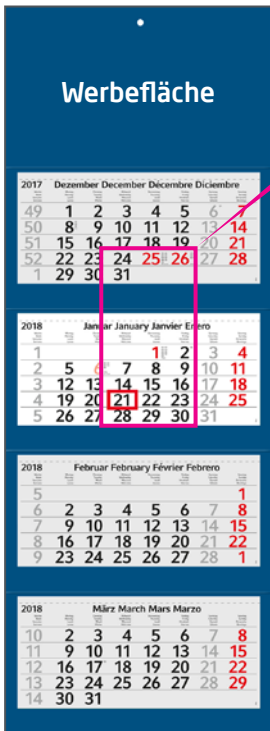 Werbefläche
2017 Dezember December Décembre Diciembre
49 1 2 3 4 5 6 7
50 8 9 10 11 12 13 14
51 15 16 17 18 19 20 21
52 22 23 24 25 26 27 28
1 29 30 31
2018 Januar January Janvier Enero
1 1 2 3 4
2 5 6 7 8 9 10 11
3 12 13 14 15 16 17 18
4 19 20 21 22 23 24 25
5 26 27 28 29 30 31
2018 Februar February Février Febrero
5 1
6 2 3 4 5 6 7 8
7 9 10 11 12 13 14 15
8 16 17 18 19 20 21 22
9 23 24 25 26 27 28 1
2018 März March Mars Marzo
10 2 3 4 5 6 7 8
11 9 10 11 12 13 14 15
12 16 17 18 19 20 21 22
13 23 24 25 26 27 28 29
14 30 31